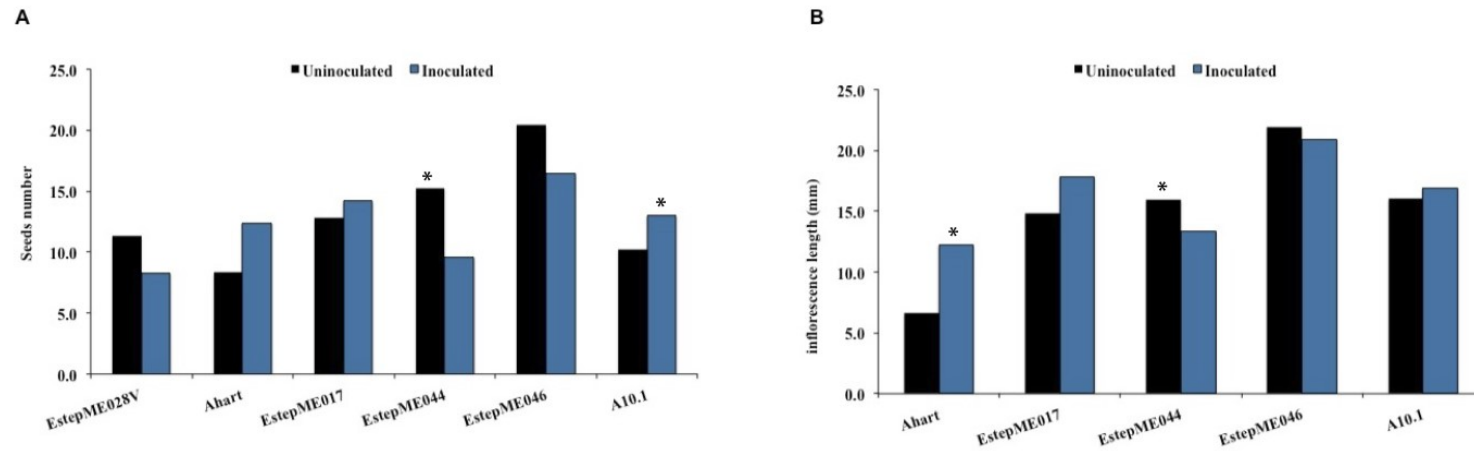 A
Uninoculated Inoculated
25.0
20.0
15.0
10.0
5.0
0.0
Seeds number
*
*
EstepME028V
Ahart
EstepME017
EstepME044
EstepME046
A10.1
B
Uninoculated Inoculated
25.0
20.0
15.0
10.0
5.0
0.0
inflorescence length (mm)
*
*
Ahart
EstepME017
EstepME044
EstepME046
A10.1